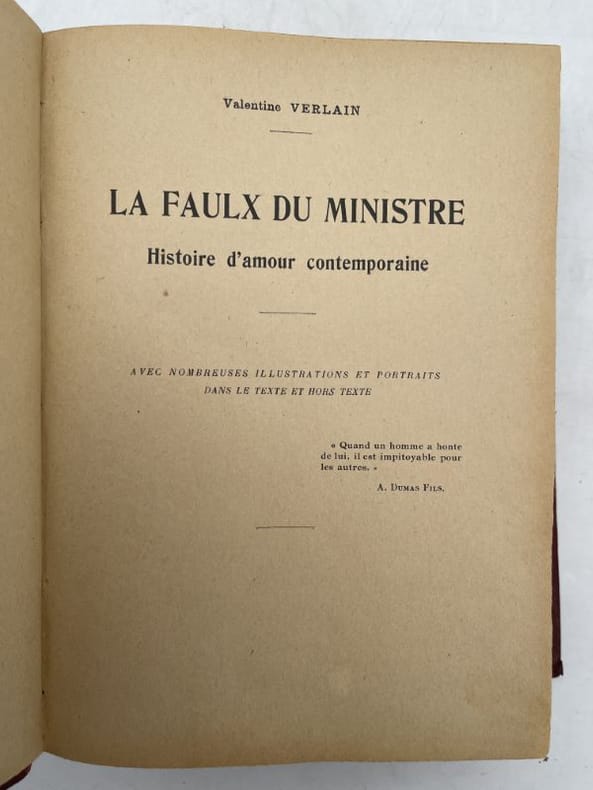 Valentine VERLAIN
LA FAULX DU MINISTRE
Histoire d'amour contemporaine
AVEC NOMBREUSES ILLUSTRATIONS ET PORTRAITS
DANS LE TEXTE ET HORS TEXTE
« Quand un homme a honte
de lui, il est impitoyable pour
les autres. »
A. DUMAS FILS.